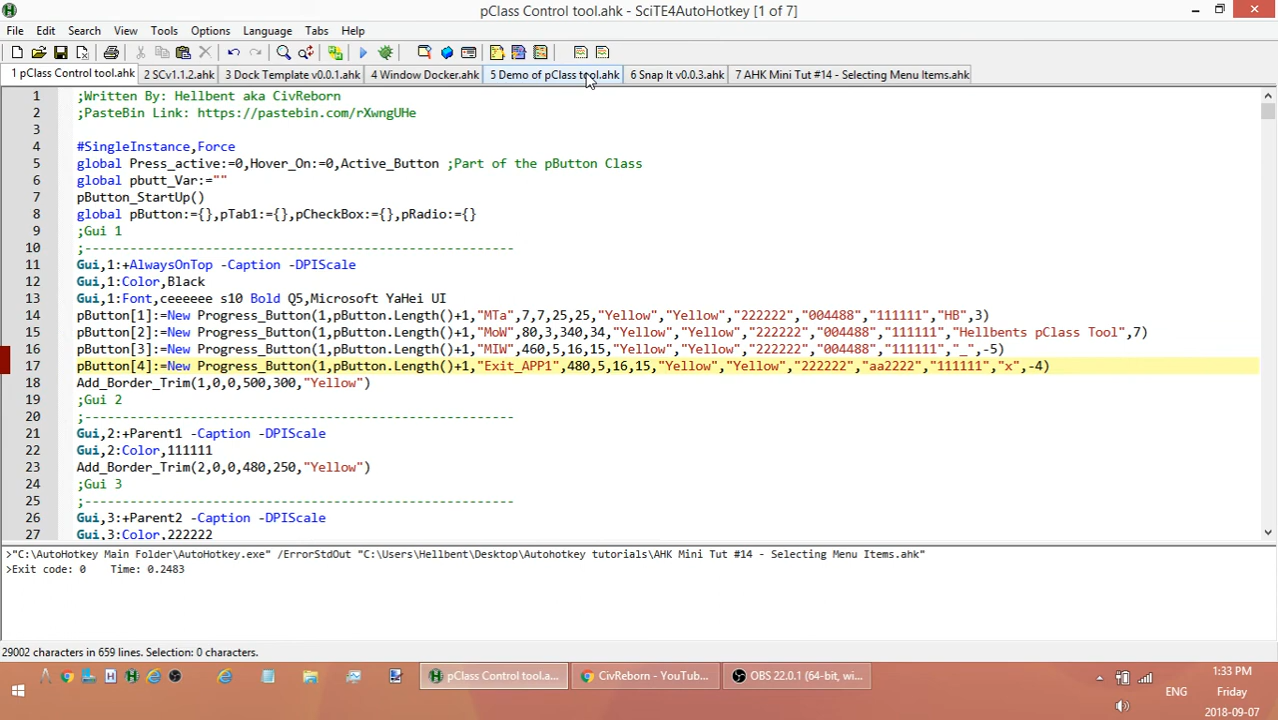 pClass Control tool.ahk - SciTE4AutoHotkey [1 of 7]
File Edit Search View Tools Options Language Tabs Help
1 pClass Control tool.ahk 2 SCv1.1.2.ahk 3 Dock Template v0.0.1.ahk 4 Window Docker.ahk 5 Demo of pClass tool.ahk 6 Snap It v0.0.3.ahk 7 AHK Mini Tut #14 - Selecting Menu Items.ahk
1 ;Written By: Hellbent aka CivReborn
2 ;PasteBin Link: https://pastebin.com/rXwngUHe
3
4 #SingleInstance,Force
5 global Press_active:=0,Hover_On:=0,Active_Button ;Part of the pButton Class
6 global pbutt_Var:=""
7 pButton_StartUp()
8 global pButton:={},pTab1:={},pCheckBox:={},pRadio:={}
9 ;Gui 1
10 ;---------------------------------------------------------
11 Gui,1:+AlwaysOnTop -Caption -DPIScale
12 Gui,1:Color,Black
13 Gui,1:Font,ceeeeee s10 Bold Q5,Microsoft YaHei UI
14 pButton[1]:=New Progress_Button(1,pButton.Length()+1,"MTa",7,7,25,25,"Yellow","Yellow","222222","004488","111111","HB",3)
15 pButton[2]:=New Progress_Button(1,pButton.Length()+1,"MoW",80,3,340,34,"Yellow","Yellow","222222","004488","111111","Hellbents pClass Tool",7)
16 pButton[3]:=New Progress_Button(1,pButton.Length()+1,"MIW",460,5,16,15,"Yellow","Yellow","222222","004488","111111","_",-5)
17 pButton[4]:=New Progress_Button(1,pButton.Length()+1,"Exit_APP1",480,5,16,15,"Yellow","Yellow","222222","aa2222","111111","x",-4)
18 Add_Border_Trim(1,0,0,500,300,"Yellow")
19 ;Gui 2
20 ;---------------------------------------------------------
21 Gui,2:+Parent1 -Caption -DPIScale
22 Gui,2:Color,111111
23 Add_Border_Trim(2,0,0,480,250,"Yellow")
24 ;Gui 3
25 ;---------------------------------------------------------
26 Gui,3:+Parent2 -Caption -DPIScale
27 Gui,3:Color,222222
>"C:\AutoHotkey Main Folder\AutoHotkey.exe" /ErrorStdOut "C:\Users\Hellbent\Desktop\Autohotkey tutorials\AHK Mini Tut #14 - Selecting Menu Items.ahk"
>Exit code: 0 Time: 0.2483
29002 characters in 659 lines. Selection: 0 characters.
pClass Control tool.a... CivReborn - YouTub... OBS 22.0.1 (64-bit, wi...
1:33 PM
ENG Friday
2018-09-07